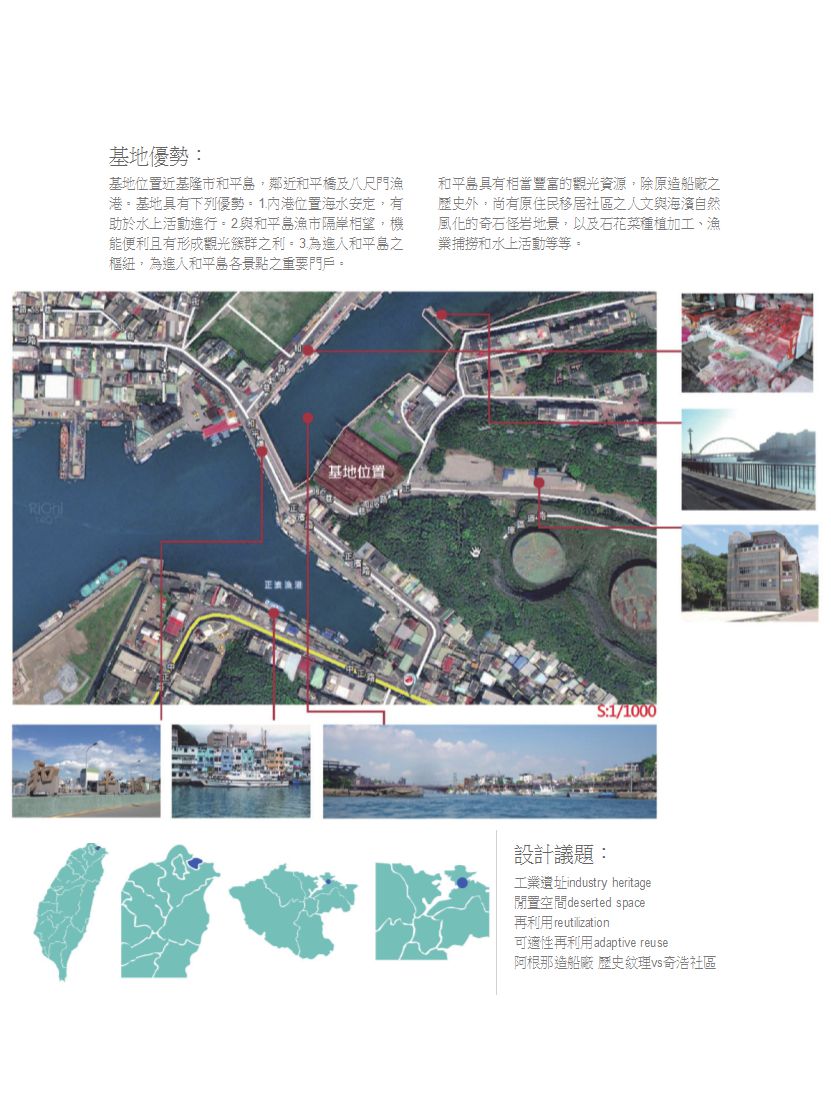 基地優勢：
基地位置近基隆市和平島，鄰近和平橋及八尺門漁
港。基地具有下列優勢。1.內港位置海水安定，有
助於水上活動進行。2.與和平島漁市隔岸相望，機
能便利且有形成觀光簇群之利。3.為進入和平島之
樞紐，為進入和平島各景點之重要門戶。
和平島具有相當豐富的觀光資源，除原造船廠之
歷史外，尚有原住民移居社區之人文與海濱自然
風化的奇石怪岩地景，以及石花菜種植加工、漁
業捕撈和水上活動等等。
基地位置
正濱漁港
正濱路
中正路
中正路
S:1/1000
設計議題：
工業遺址industry heritage
閒置空間deserted space
再利用reutilization
可適性再利用adaptive reuse
阿根那造船廠 歷史紋理vs奇浩社區